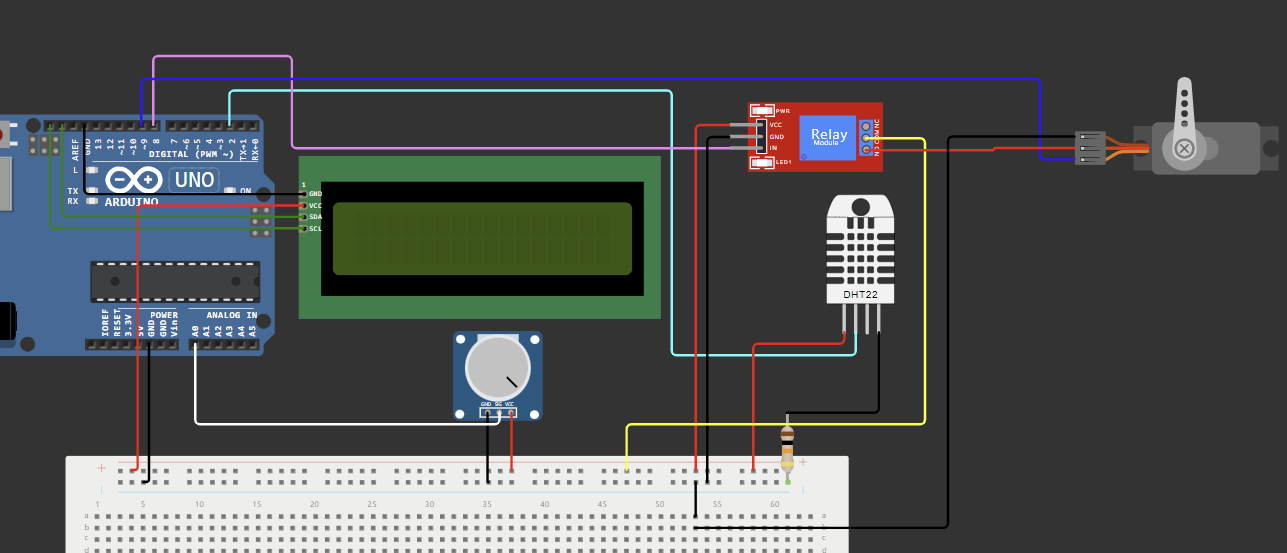 PWR
VCC
GND
IN
LED1
Relay
Module
NO COM NC
AREF
GND
13
12
~11
~10
~9
8
7
~6
~5
4
~3
2
TX→1
RX←0
DIGITAL (PWM ~)
L
TX
RX
UNO
ON
ARDUINO
1
GND
VCC
SDA
SCL
DHT22
IOREF
RESET
3.3V
5V
GND
GND
Vin
POWER
ANALOG IN
A0
A1
A2
A3
A4
A5
GND SIG VCC
+ +
1 5 10 15 20 25 30 35 40 45 50 55 60
a a
b b
c c
d d